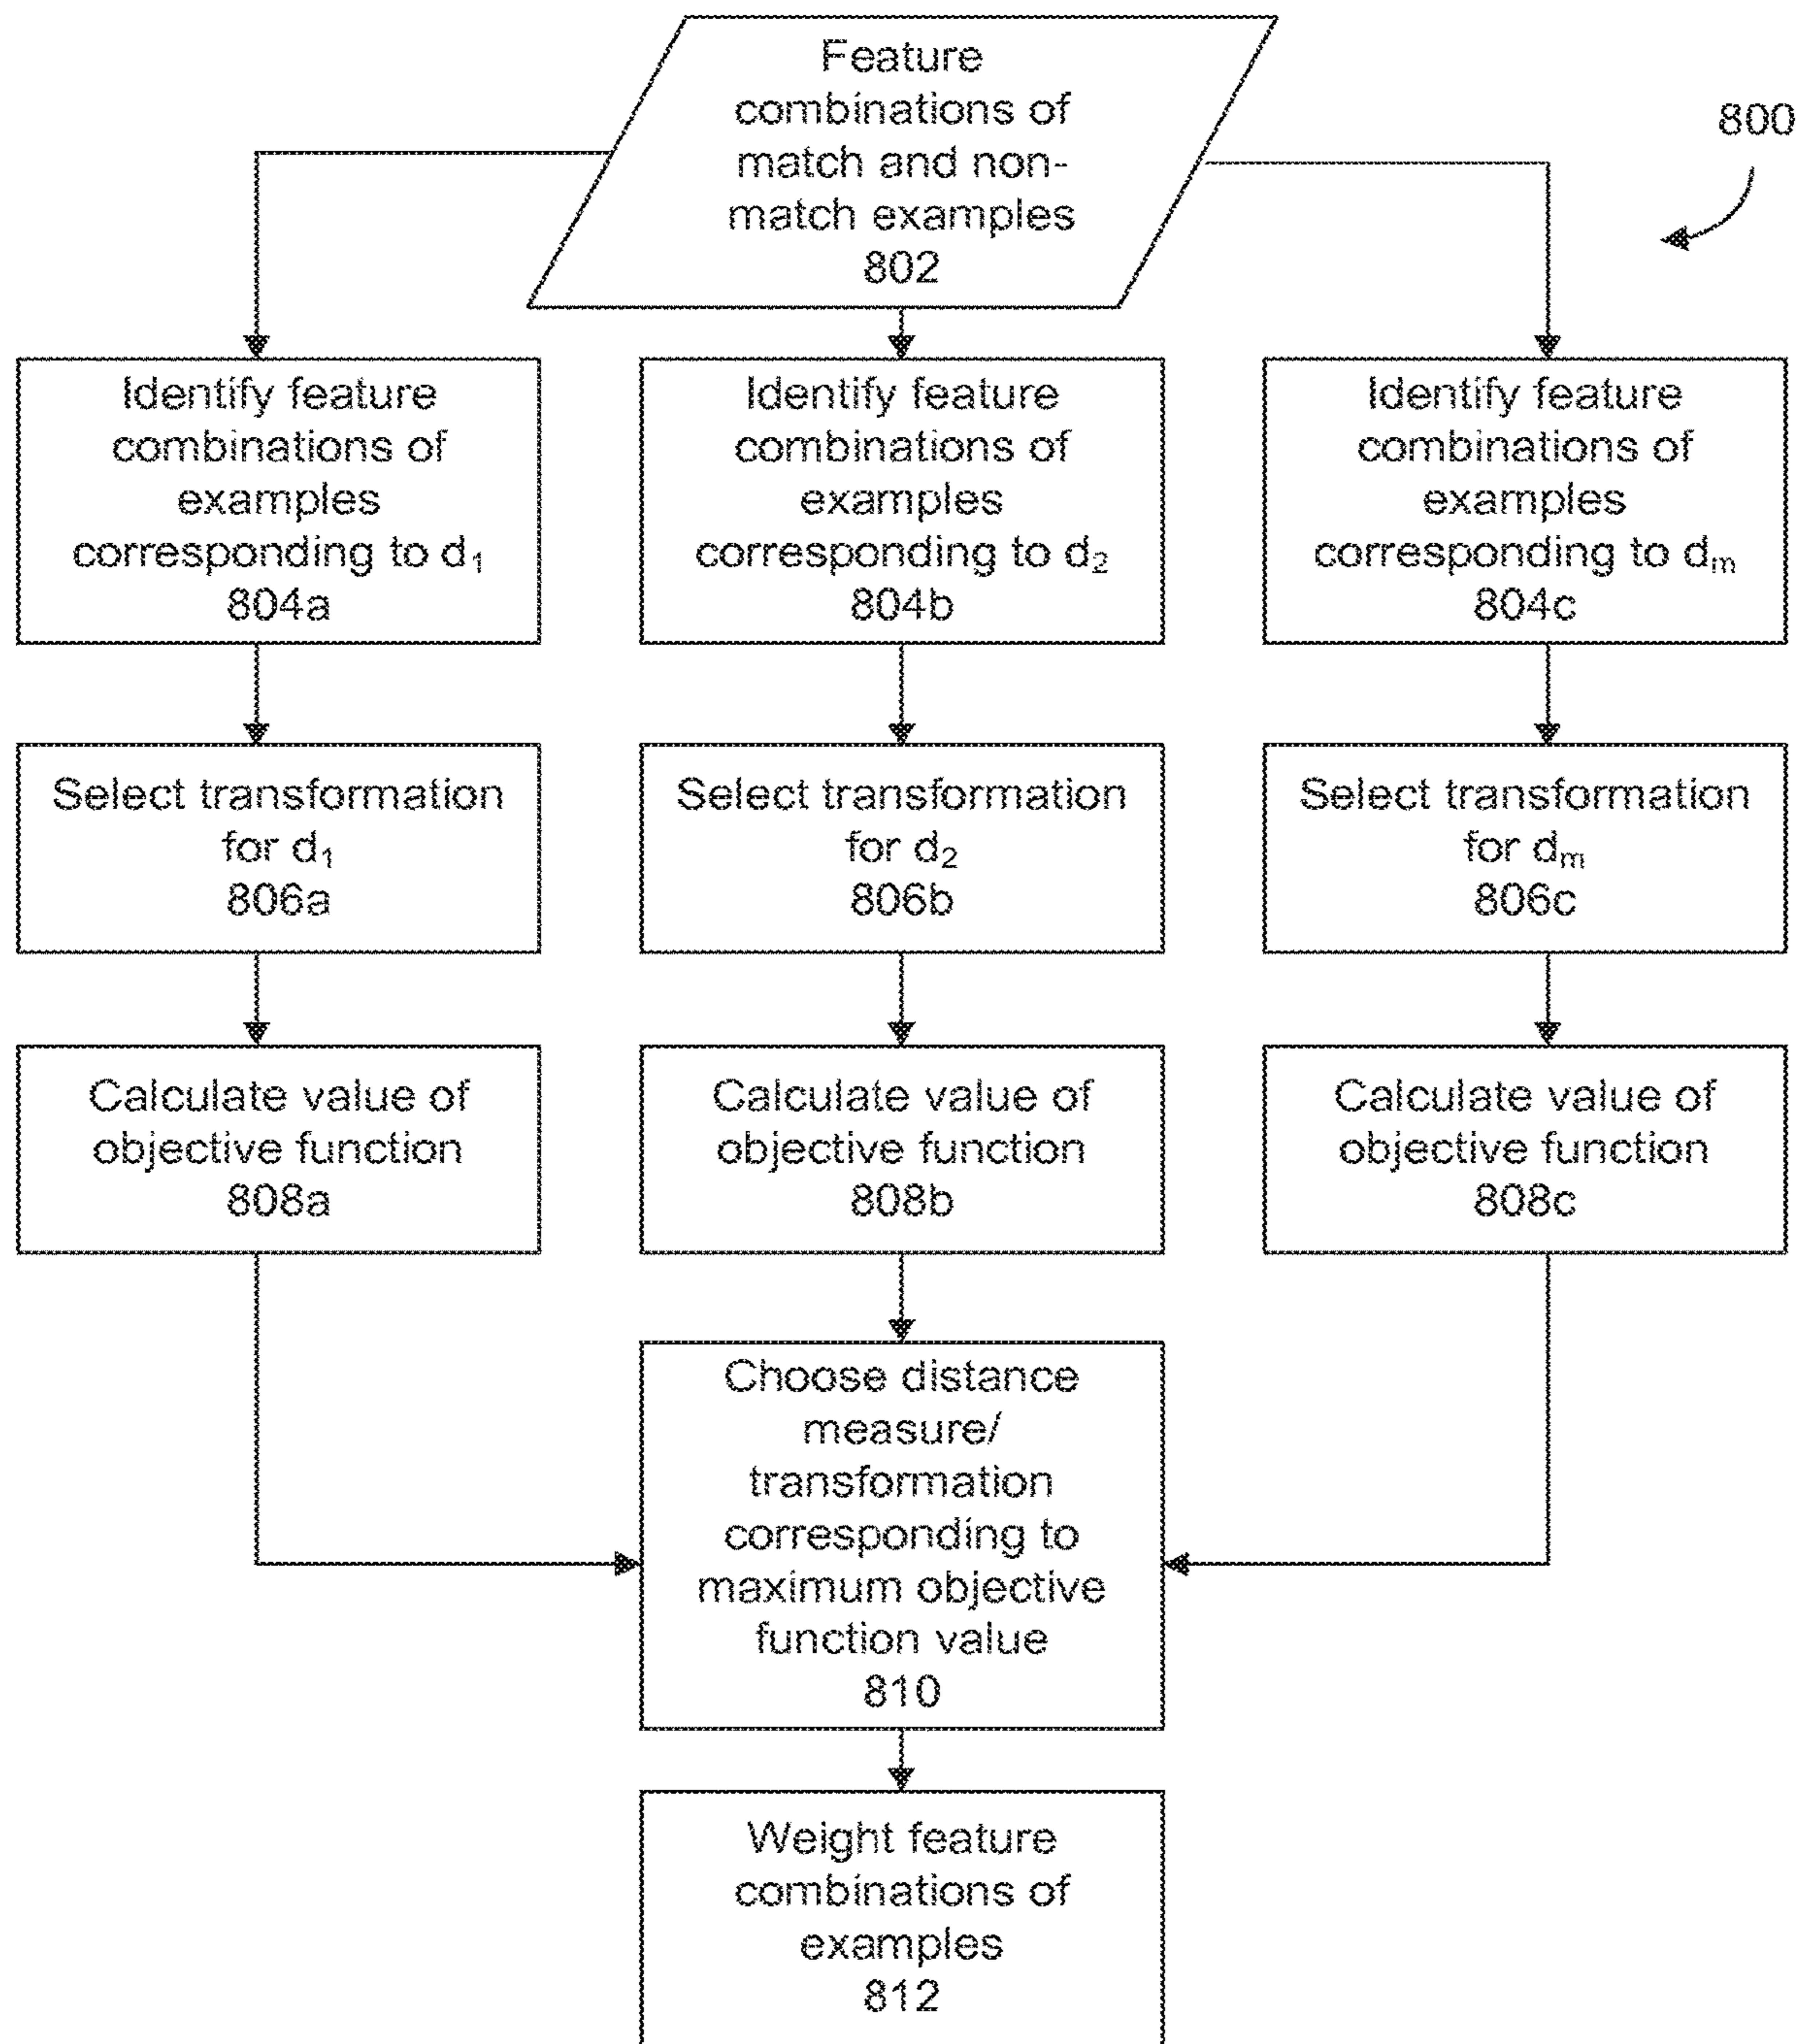 Feature
combinations of
match and non-
match examples
802
800
Identify feature
combinations of
examples
corresponding to d₁
804a
Identify feature
combinations of
examples
corresponding to d₂
804b
Identify feature
combinations of
examples
corresponding to dₘ
804c
Select transformation
for d₁
806a
Select transformation
for d₂
806b
Select transformation
for dₘ
806c
Calculate value of
objective function
808a
Calculate value of
objective function
808b
Calculate value of
objective function
808c
Choose distance
measure/
transformation
corresponding to
maximum objective
function value
810
Weight feature
combinations of
examples
812